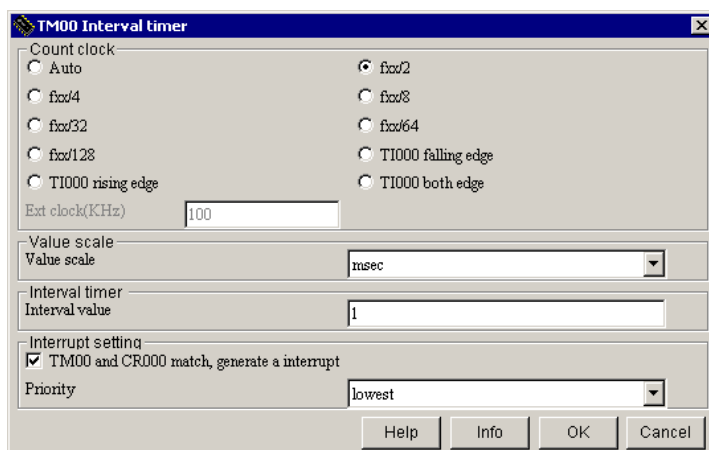 TM00 Interval timer
Count clock
Auto
fxx/2
fxx/4
fxx/8
fxx/32
fxx/64
fxx/128
TI000 falling edge
TI000 rising edge
TI000 both edge
Ext clock(KHz)
100
Value scale
Value scale
msec
Interval timer
Interval value
1
Interrupt setting
TM00 and CR000 match, generate a interrupt
Priority
lowest
Help
Info
OK
Cancel